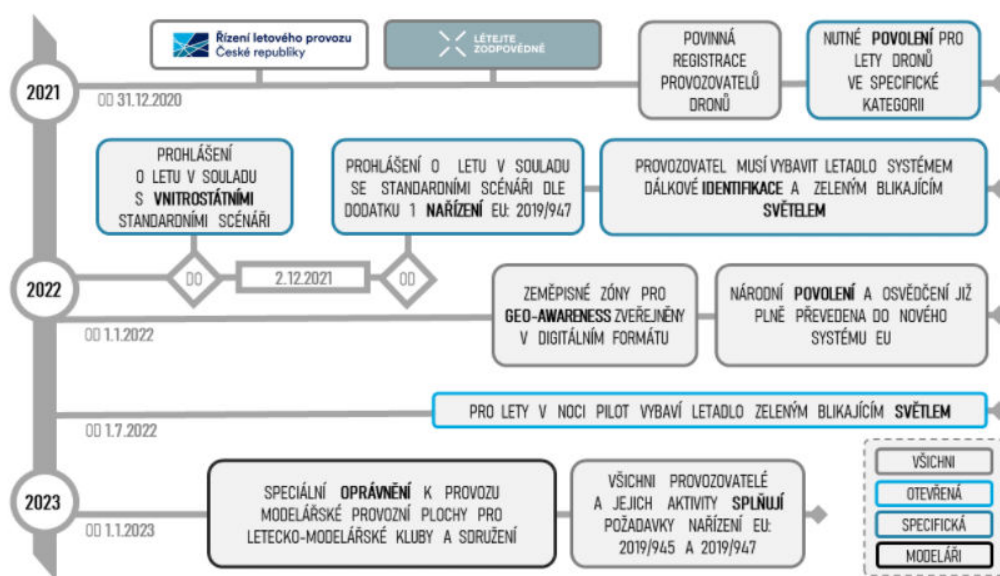 Řízení letového provozu
České republiky
LÉTEJTE
ZODPOVĚDNĚ
POVINNÁ
REGISTRACE
PROVOZOVATELŮ
DRONŮ
NUTNÉ POVOLENÍ PRO
LETY DRONŮ
VE SPECIFICKÉ
KATEGORII
2021
OD 31.12.2020
PROHLÁŠENÍ
O LETU V SOULADU
S VNITROSTÁTNÍMI
STANDARDNÍMI SCÉNÁŘI
PROHLÁŠENÍ O LETU V SOULADU
SE STANDARDNÍMI SCÉNÁŘI DLE
DODATKU 1 NAŘÍZENÍ EU: 2019/947
PROVOZOVATEL MUSÍ VYBAVIT LETADLO SYSTÉMEM
DÁLKOVÉ IDENTIFIKACE A ZELENÝM BLIKAJÍCÍM
SVĚTELEM
DO
2.12.2021
OD
2022
OD 1.1.2022
ZEMĚPISNÉ ZÓNY PRO
GEO-AWARENESS ZVEŘEJNĚNY
V DIGITÁLNÍM FORMÁTU
NÁRODNÍ POVOLENÍ A OSVĚDČENÍ JIŽ
PLNĚ PŘEVEDENA DO NOVÉHO
SYSTÉMU EU
PRO LETY V NOCI PILOT VYBAVÍ LETADLO ZELENÝM BLIKAJÍCÍM SVĚTLEM
OD 1.7.2022
2023
OD 1.1.2023
SPECIÁLNÍ OPRÁVNĚNÍ K PROVOZU
MODELÁŘSKÉ PROVOZNÍ PLOCHY PRO
LETECKO-MODELÁŘSKÉ KLUBY A SDRUŽENÍ
VŠICHNI PROVOZOVATELÉ
A JEJICH AKTIVITY SPLŇUJÍ
POŽADAVKY NAŘÍZENÍ EU:
2019/945 A 2019/947
VŠICHNI
OTEVŘENÁ
SPECIFICKÁ
MODELÁŘI